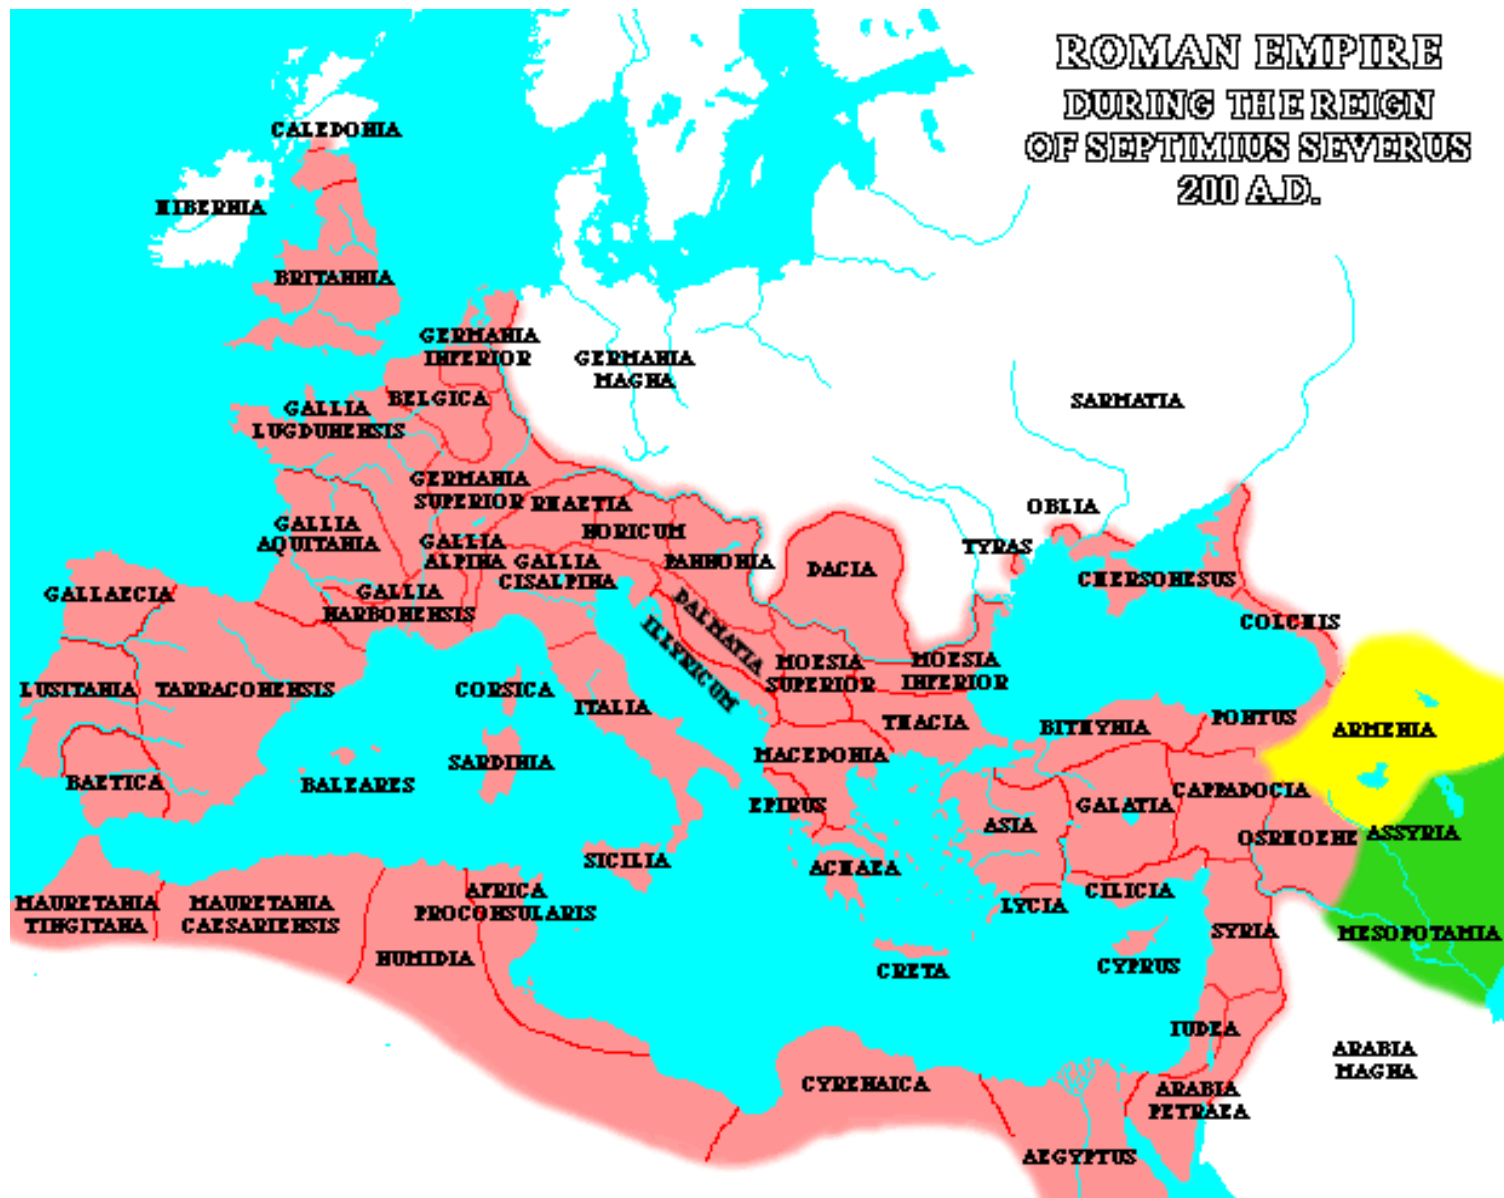 ROMAN EMPIRE
DURING THE REIGN
OF SEPTIMIUS SEVERUS
200 A.D.
CALEDONIA
HIBERNIA
BRITANNIA
GERMANIA
INFERIOR
GERMANIA
MAGNA
BELGICA
SARMATIA
GALLIA
LUGDUNENSIS
GERMANIA
SUPERIOR
RHAETIA
OBLIA
GALLIA
AQUITANIA
NORICUM
GALLIA
ALPINA
GALLIA
CISALPINA
PANNONIA
DACIA
TYRAS
CHERSONESUS
GALLAECIA
GALLIA
NARBONENSIS
DALMATIA
ILLYRICUM
COLCHIS
LUSITANIA
TARRACONENSIS
CORSICA
ITALIA
MOESIA
SUPERIOR
MOESIA
INFERIOR
THACIA
BITHYNIA
PONTUS
ARMENIA
BAETICA
BALEARES
SARDINIA
MACEDONIA
EPIRUS
ASIA
GALATIA
CAPPADOCIA
OSRHOENE
ASSYRIA
SICILIA
ACHAEA
LYCIA
CILICIA
MAURETANIA
TINGITANA
MAURETANIA
CAESARIENSIS
AFRICA
PROCONSULARIS
NUMIDIA
CRETA
CYPRUS
SYRIA
MESOPOTAMIA
IUDEA
ARABIA
MAGNA
CYRENAICA
ARABIA
PETRAEA
AEGYPTUS